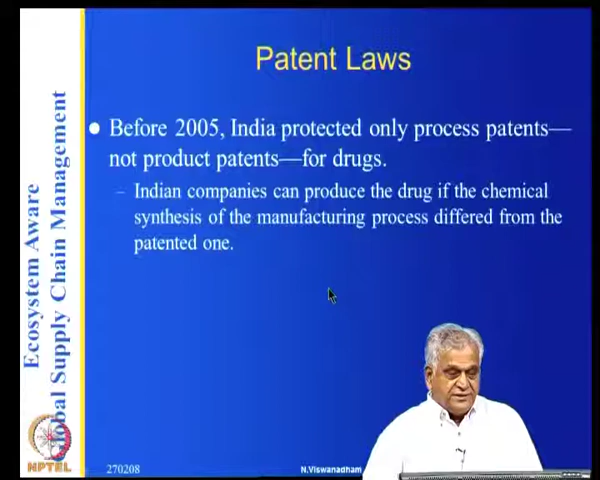 Patent Laws
Before 2005, India protected only process patents—
not product patents—for drugs.
– Indian companies can produce the drug if the chemical
synthesis of the manufacturing process differed from the
patented one.
Ecosystem Aware
Global Supply Chain Management
NPTEL
270208
N.Viswanadham